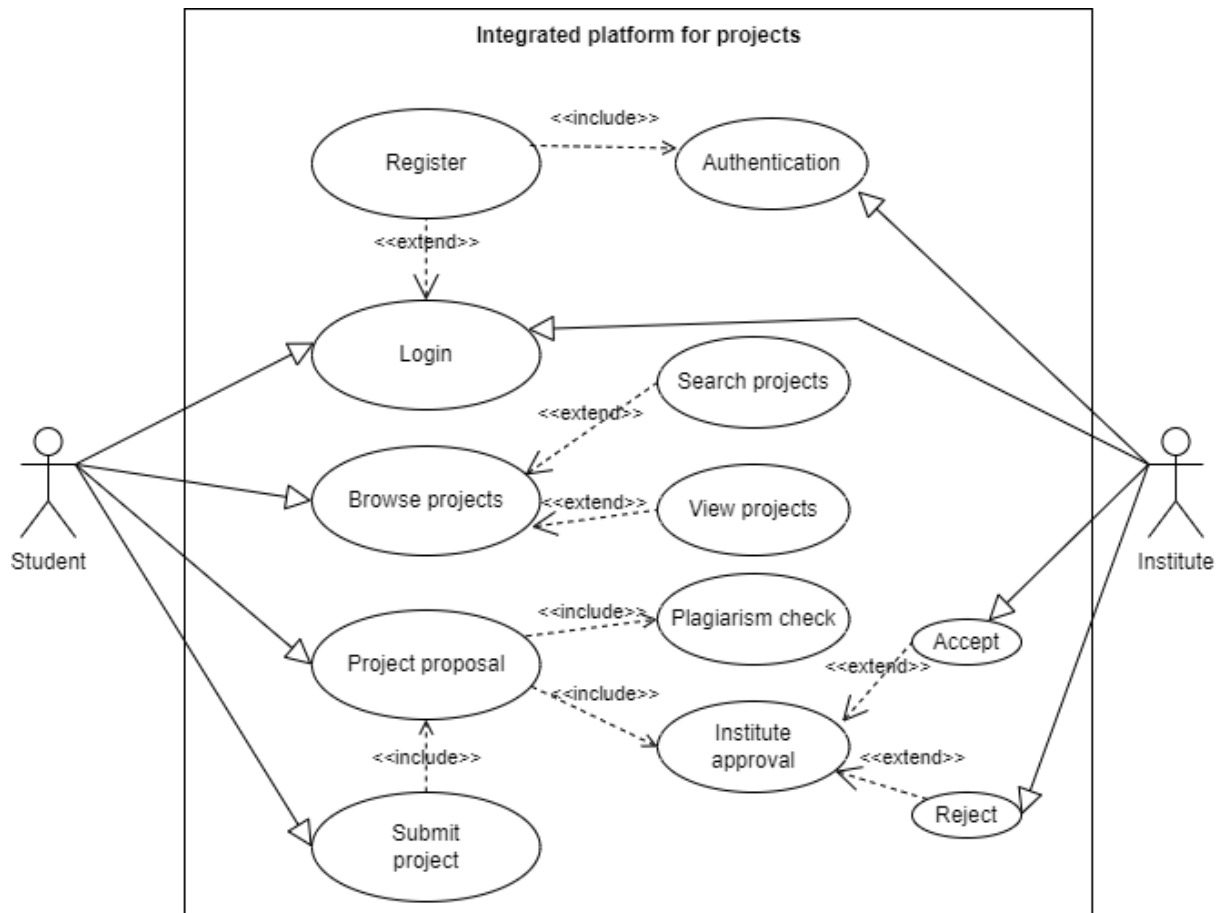 Integrated platform for projects
<<include>>
Register
Authentication
<<extend>>
Login
Search projects
<<extend>>
Browse projects
<<extend>>
View projects
Student
Institute
<<include>>
Plagiarism check
Accept
Project proposal
<<extend>>
<<include>>
Institute
approval
<<include>>
<<extend>>
Reject
Submit
project